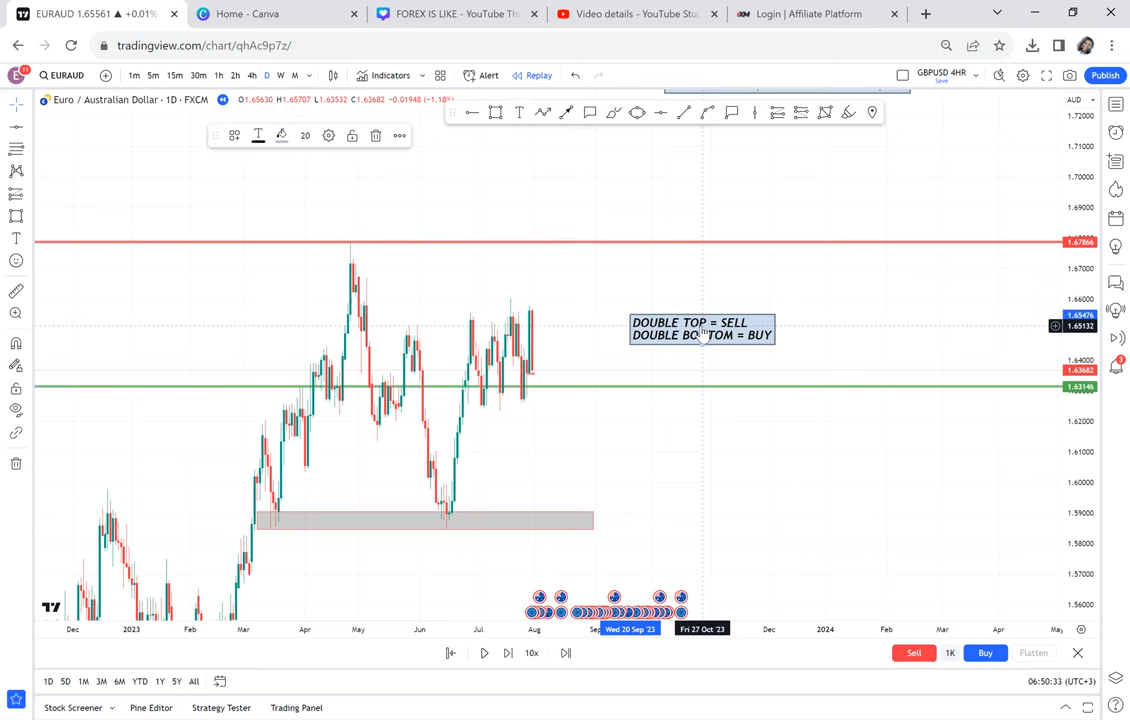 EURAUD 1.65561 ▲ +0.01%
Home - Canva
FOREX IS LIKE - YouTube Th
Video details - YouTube Stu
XM
Login | Affiliate Platform
tradingview.com/chart/qhAc9p7z/
E
11
EURAUD
1m 5m 15m 30m 1h 2h 4h D W M
Indicators
Alert
Replay
GBPUSD 4HR
Save
Publish
Euro / Australian Dollar · 1D · FXCM
O1.65630 H1.65707 L1.63532 C1.63682 -0.01948 (-1.18%)
AUD
T
20
1.72000
1.71000
1.70000
1.69000
1.67866
1.67000
1.66000
1.65476
1.65132
1.64000
1.63682
1.63146
1.62000
1.61000
1.60000
1.59000
1.58000
1.57000
1.56000
DOUBLE TOP = SELL
DOUBLE BOTTOM = BUY
3
Dec 2023 Feb Mar Apr May Jun Jul Aug Wed 20 Sep '23 Fri 27 Oct '23 Dec 2024 Feb Mar Apr
10x
Sell 1K Buy Flatten
1D 5D 1M 3M 6M YTD 1Y 5Y All
06:50:33 (UTC+3)
Stock Screener Pine Editor Strategy Tester Trading Panel